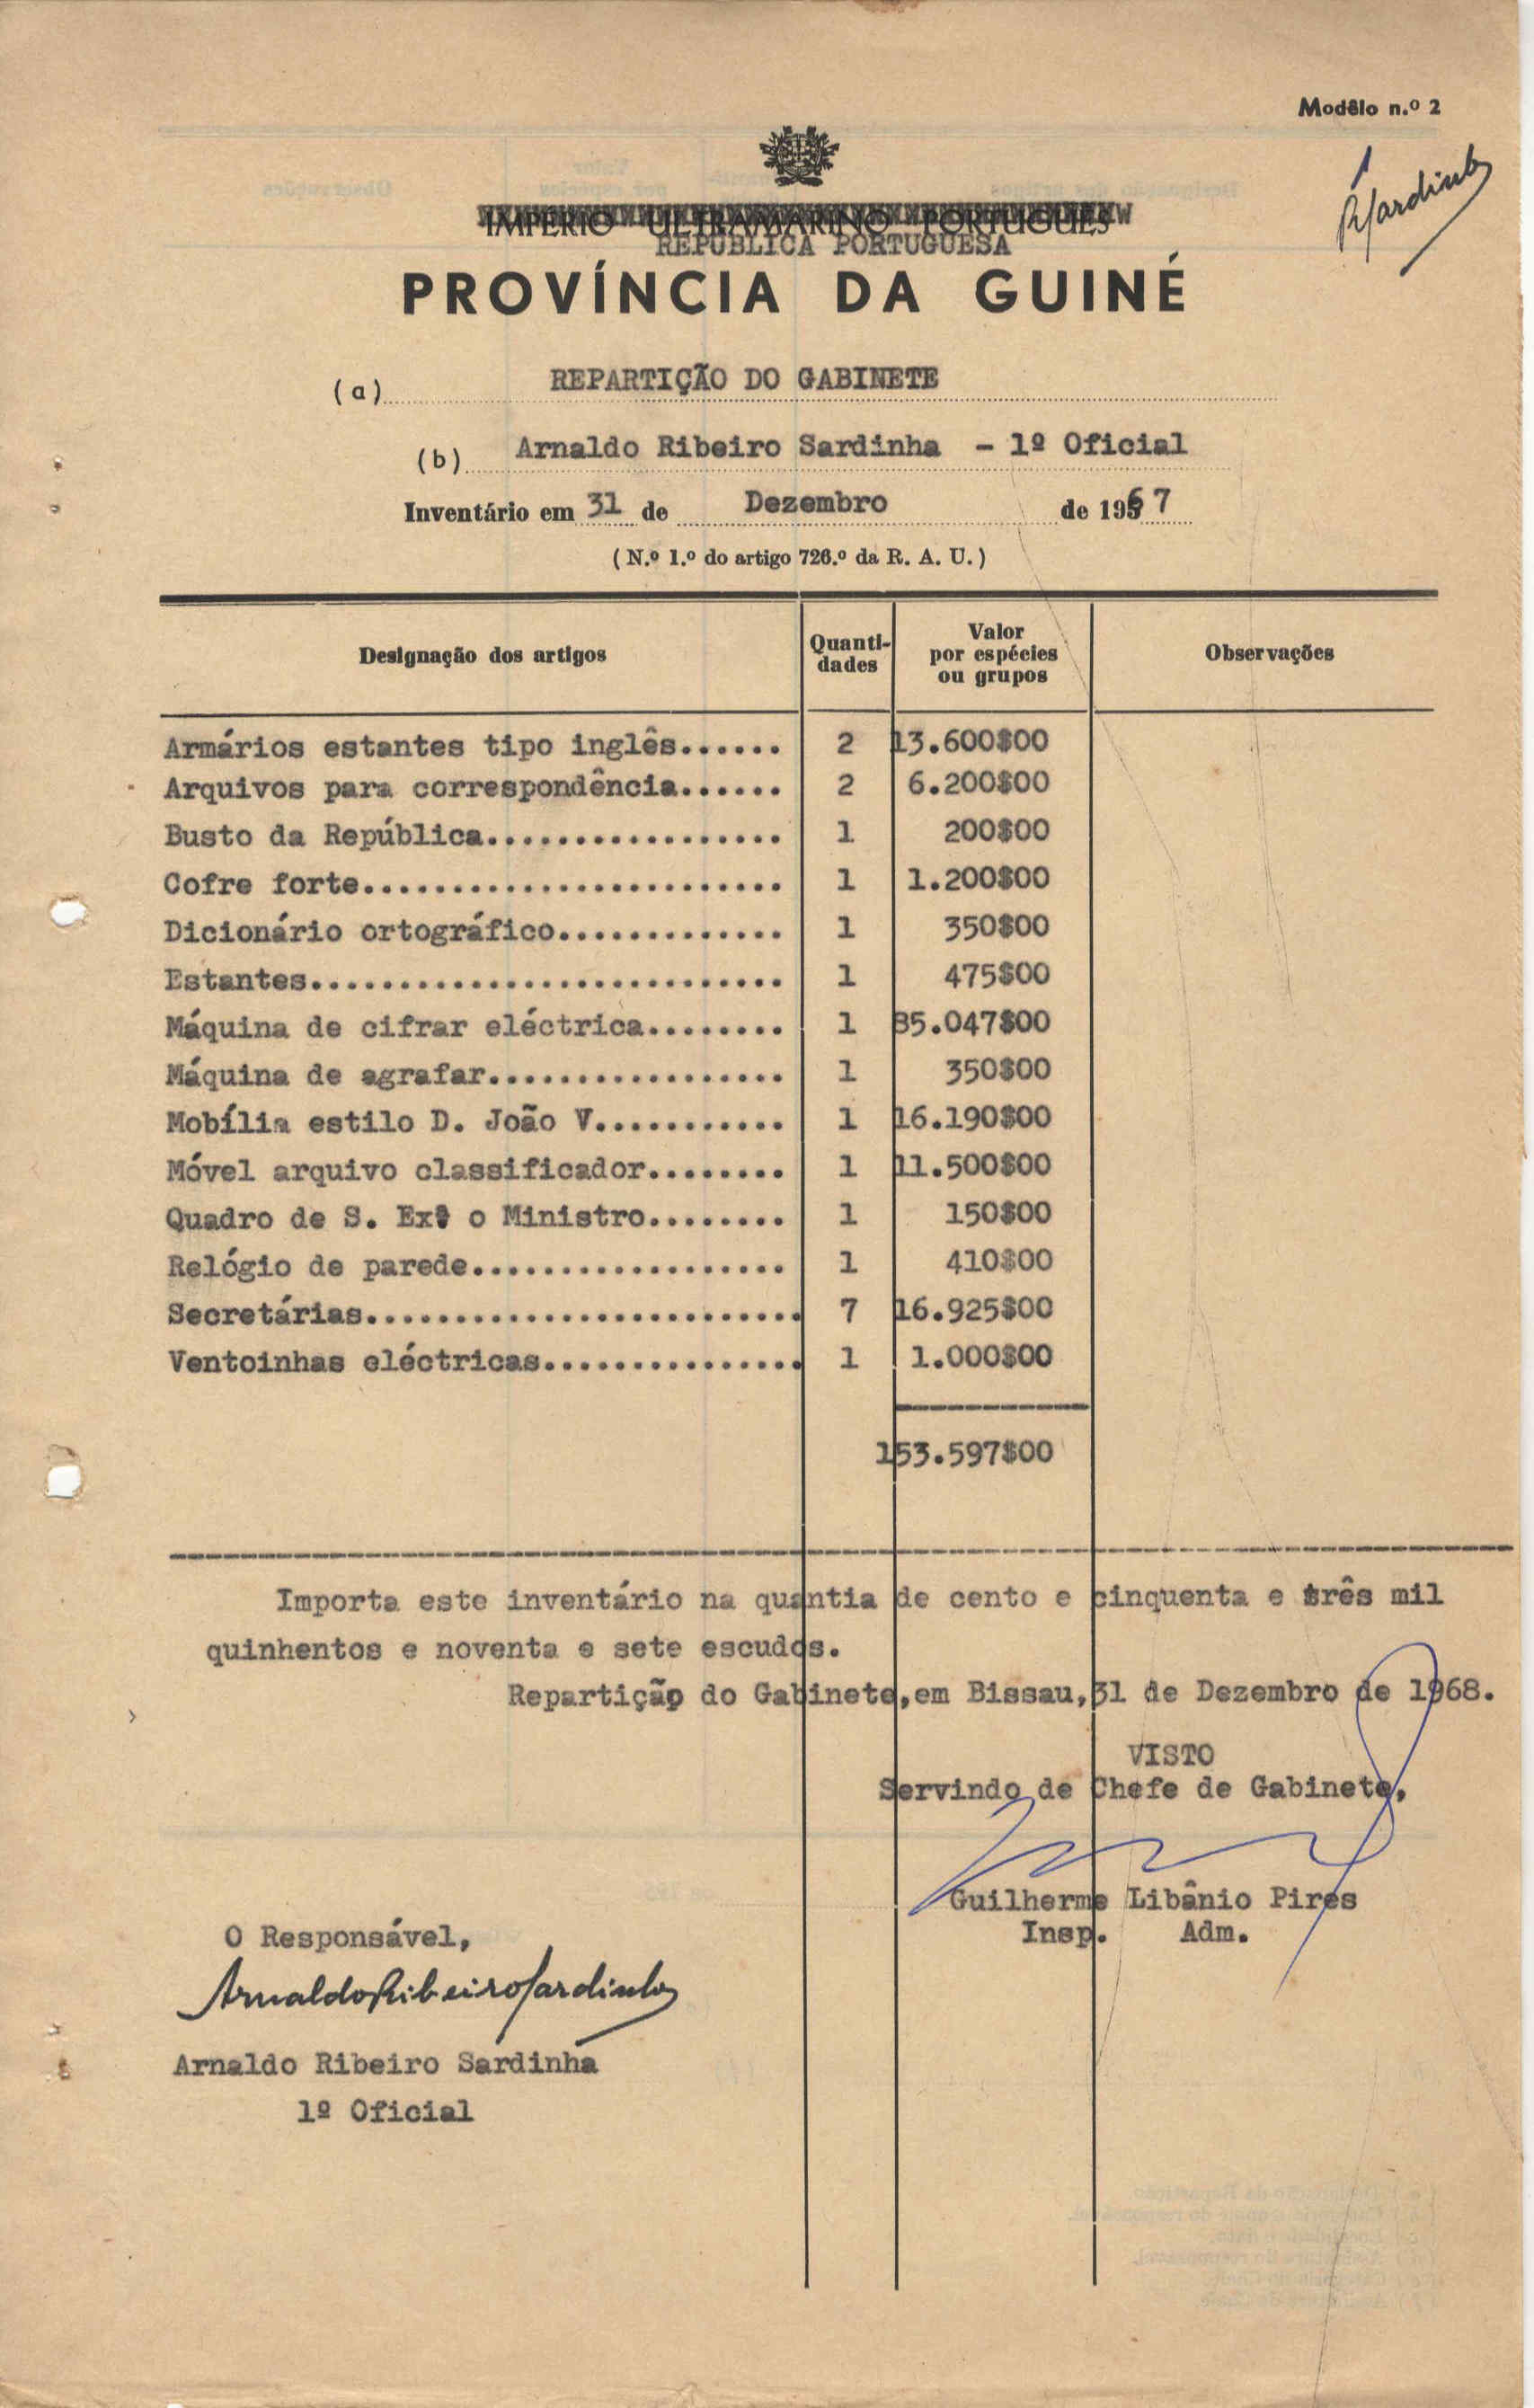 Modêlo n.º 2
RSardinha
IMPÉRIO ULTRAMARINO PORTUGUÊS
REPÚBLICA PORTUGUESA
PROVÍNCIA DA GUINÉ
(a) REPARTIÇÃO DO GABINETE
(b) Arnaldo Ribeiro Sardinha - 1º Oficial
Inventário em 31 de Dezembro de 1967
( N.º 1.º do artigo 726.º da R. A. U. )
Designação dos artigos Quanti-dades Valor por espécies ou grupos Observações
Armários estantes tipo inglês...... 2 13.600$00
Arquivos para correspondência...... 2 6.200$00
Busto da República................. 1 200$00
Cofre forte........................ 1 1.200$00
Dicionário ortográfico............. 1 350$00
Estantes........................... 1 475$00
Máquina de cifrar eléctrica........ 1 85.047$00
Máquina de agrafar................. 1 350$00
Mobília estilo D. João V........... 1 16.190$00
Móvel arquivo classificador........ 1 11.500$00
Quadro de S. Exª o Ministro........ 1 150$00
Relógio de parede.................. 1 410$00
Secretárias......................... 7 16.925$00
Ventoinhas eléctricas............... 1 1.000$00
153.597$00
Importa este inventário na quantia de cento e cinquenta e três mil
quinhentos e noventa e sete escudos.
Repartição do Gabinete,em Bissau,31 de Dezembro de 1968.
VISTO
Servindo de Chefe de Gabinete,
Guilherme Libânio Pires
Insp. Adm.
O Responsável,
Arnaldo Ribeiro Sardinha
Arnaldo Ribeiro Sardinha
1º Oficial